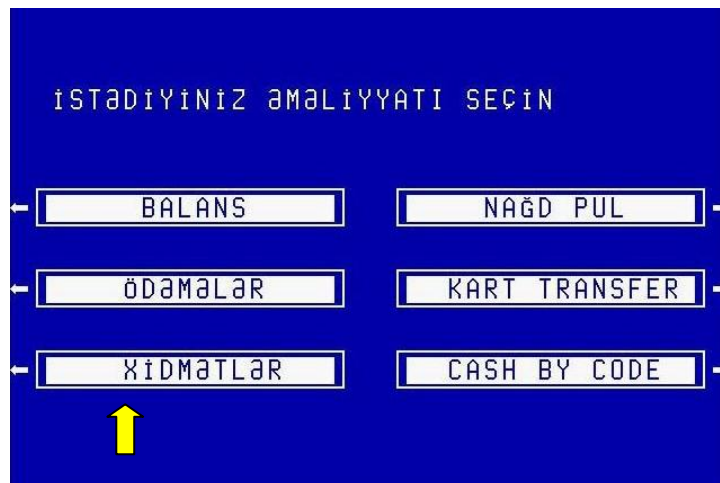 İSTƏDİYİNİZ ƏMƏLİYYATI SEÇİN
BALANS
NAĞD PUL
ÖDƏMƏLƏR
KART TRANSFER
XİDMƏTLƏR
CASH BY CODE